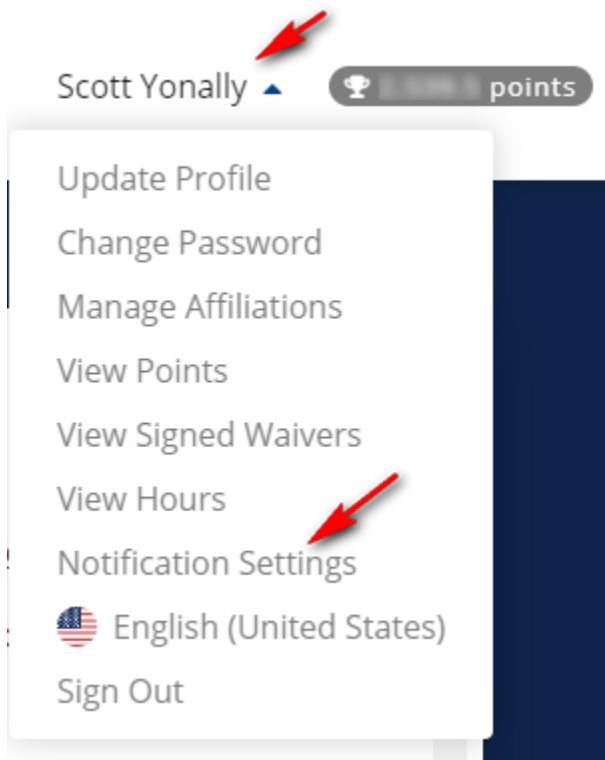 Scott Yonally
points
Update Profile
Change Password
Manage Affiliations
View Points
View Signed Waivers
View Hours
Notification Settings
English (United States)
Sign Out